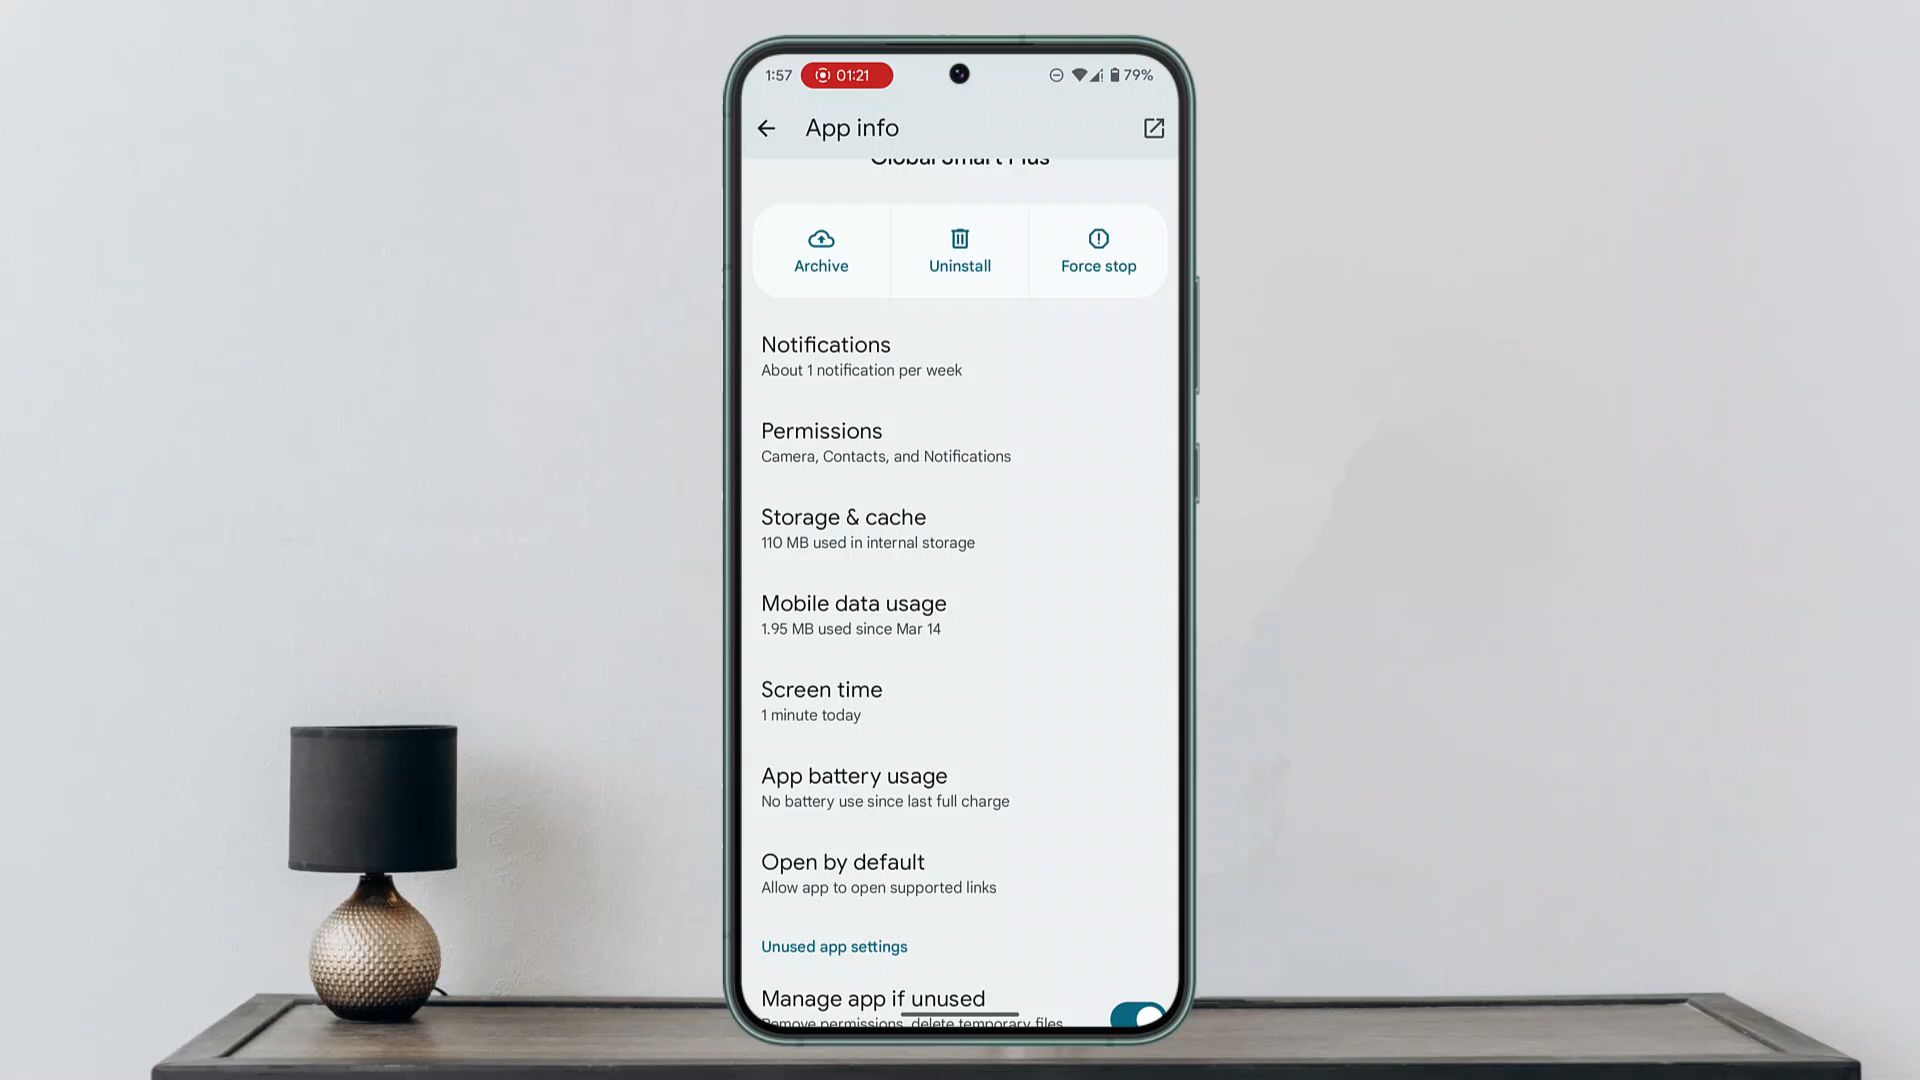 1:57 01:21 79%
App info
Global Smart Plus
Archive Uninstall Force stop
Notifications
About 1 notification per week
Permissions
Camera, Contacts, and Notifications
Storage & cache
110 MB used in internal storage
Mobile data usage
1.95 MB used since Mar 14
Screen time
1 minute today
App battery usage
No battery use since last full charge
Open by default
Allow app to open supported links
Unused app settings
Manage app if unused
Remove permissions, delete temporary files